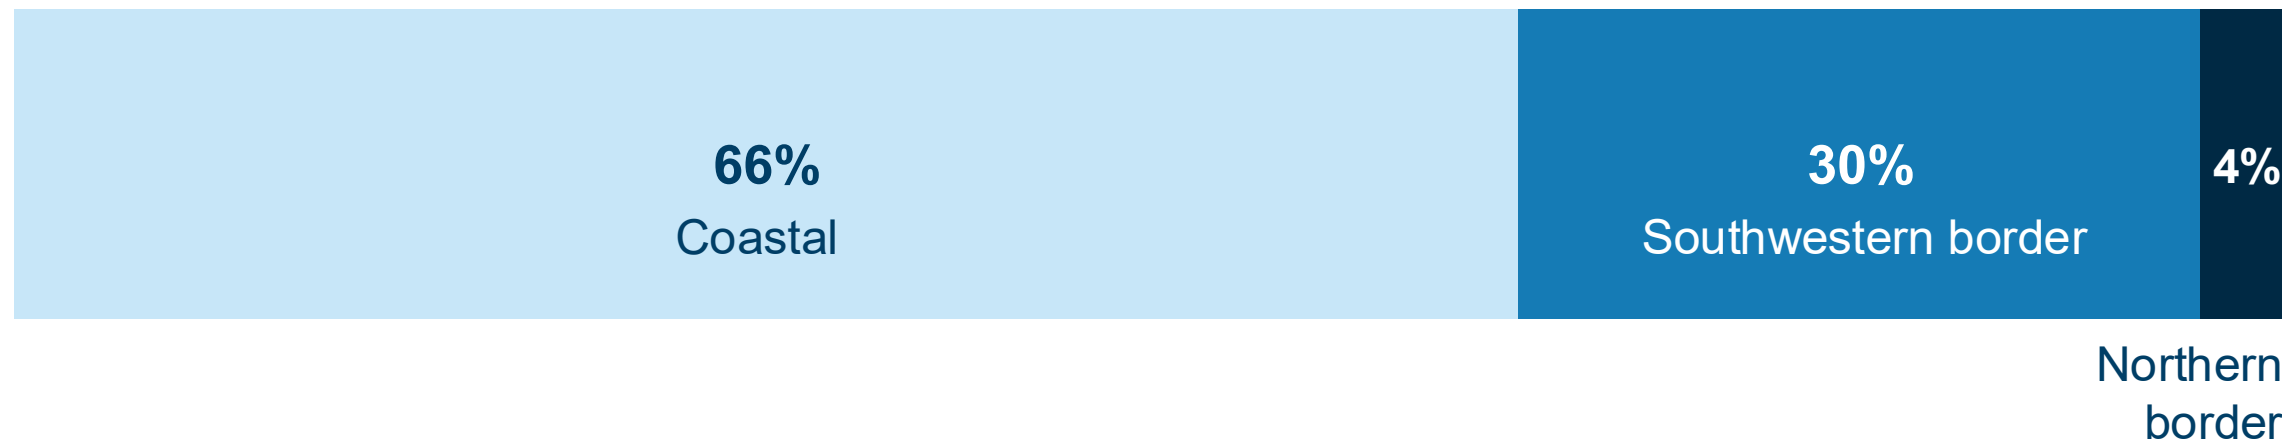 66%
Coastal
30%
Southwestern border
4%
Northern
border